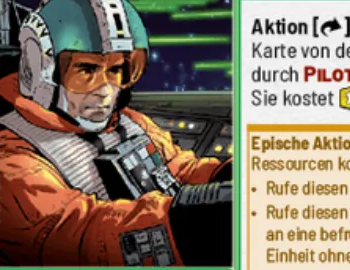 Aktion [
Karte von de
durch PILOT
Sie kostet
Epische Aktio
Ressourcen ko
• Rufe diesen
• Rufe diesen
an eine befr
Einheit ohne